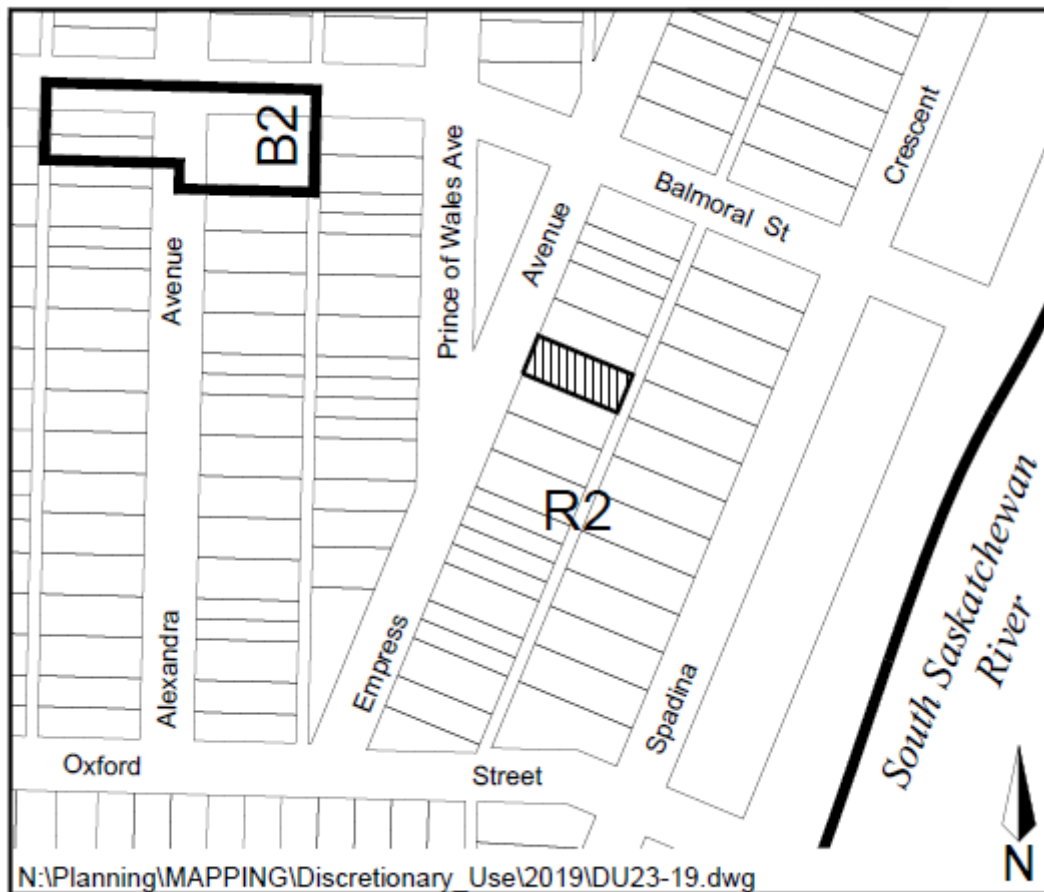 B2
Prince of Wales Ave
Crescent
Balmoral St
Avenue
Avenue
R2
South Saskatchewan
River
Empress
Alexandra
Spadina
Oxford
Street
N
N:\Planning\MAPPING\Discretionary_Use\2019\DU23-19.dwg